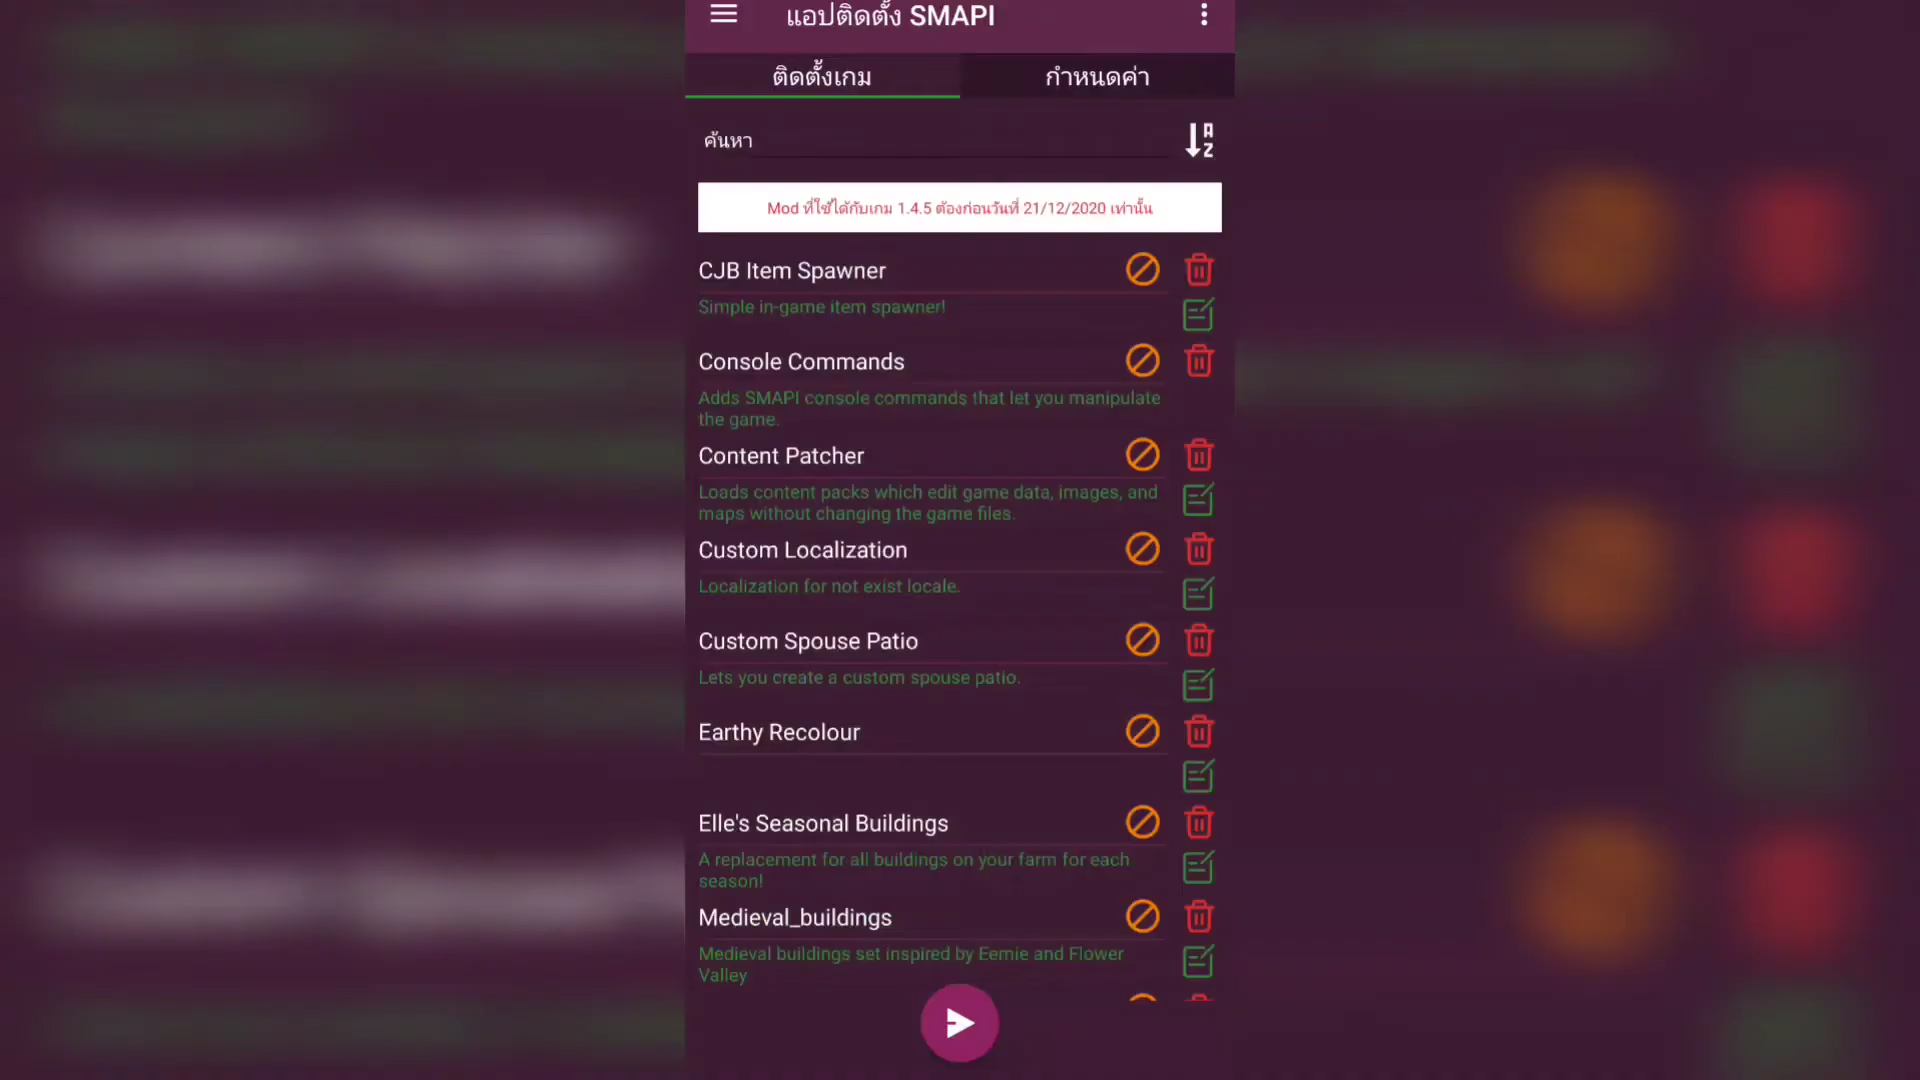 แอปติดตั้ง SMAPI
ติดตั้งเกม
กำหนดค่า
ค้นหา
A
Z
Mod ที่ใช้ได้กับเกม 1.4.5 ต้องก่อนวันที่ 21/12/2020 เท่านั้น
CJB Item Spawner
Simple in-game item spawner!
Console Commands
Adds SMAPI console commands that let you manipulate
the game.
Content Patcher
Loads content packs which edit game data, images, and
maps without changing the game files.
Custom Localization
Localization for not exist locale.
Custom Spouse Patio
Lets you create a custom spouse patio.
Earthy Recolour
Elle's Seasonal Buildings
A replacement for all buildings on your farm for each
season!
Medieval_buildings
Medieval buildings set inspired by Eemie and Flower
Valley